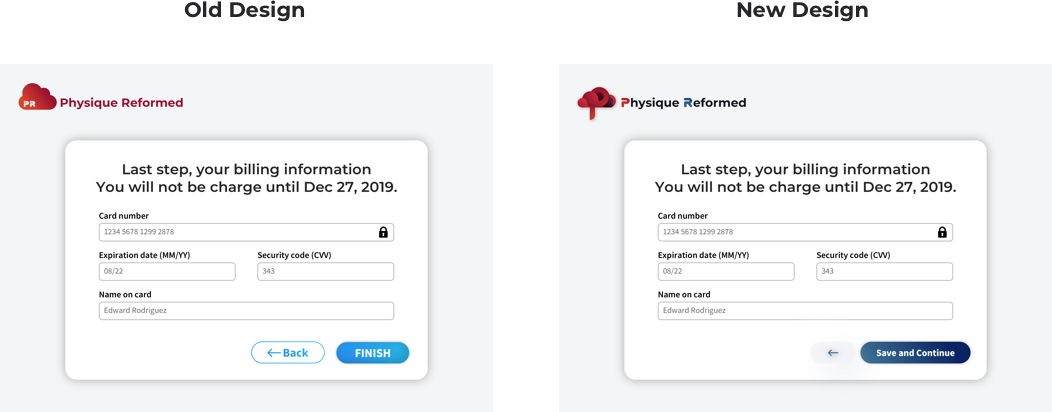 Old Design
PR
Physique Reformed
Last step, your billing information
You will not be charge until Dec 27, 2019.
Card number
1234 5678 1299 2878
Expiration date (MM/YY) Security code (CVV)
08/22 343
Name on card
Edward Rodriguez
Back FINISH
New Design
Physique Reformed
Last step, your billing information
You will not be charge until Dec 27, 2019.
Card number
1234 5678 1299 2878
Expiration date (MM/YY) Security code (CVV)
08/22 343
Name on card
Edward Rodriguez
Save and Continue